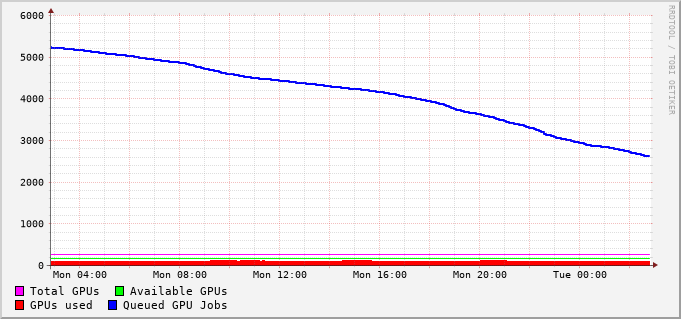 6000
5000
4000
3000
2000
1000
0
Mon 04:00 Mon 08:00 Mon 12:00 Mon 16:00 Mon 20:00 Tue 00:00
Total GPUs Available GPUs
GPUs used Queued GPU Jobs
RRDTOOL / TOBI OETIKER